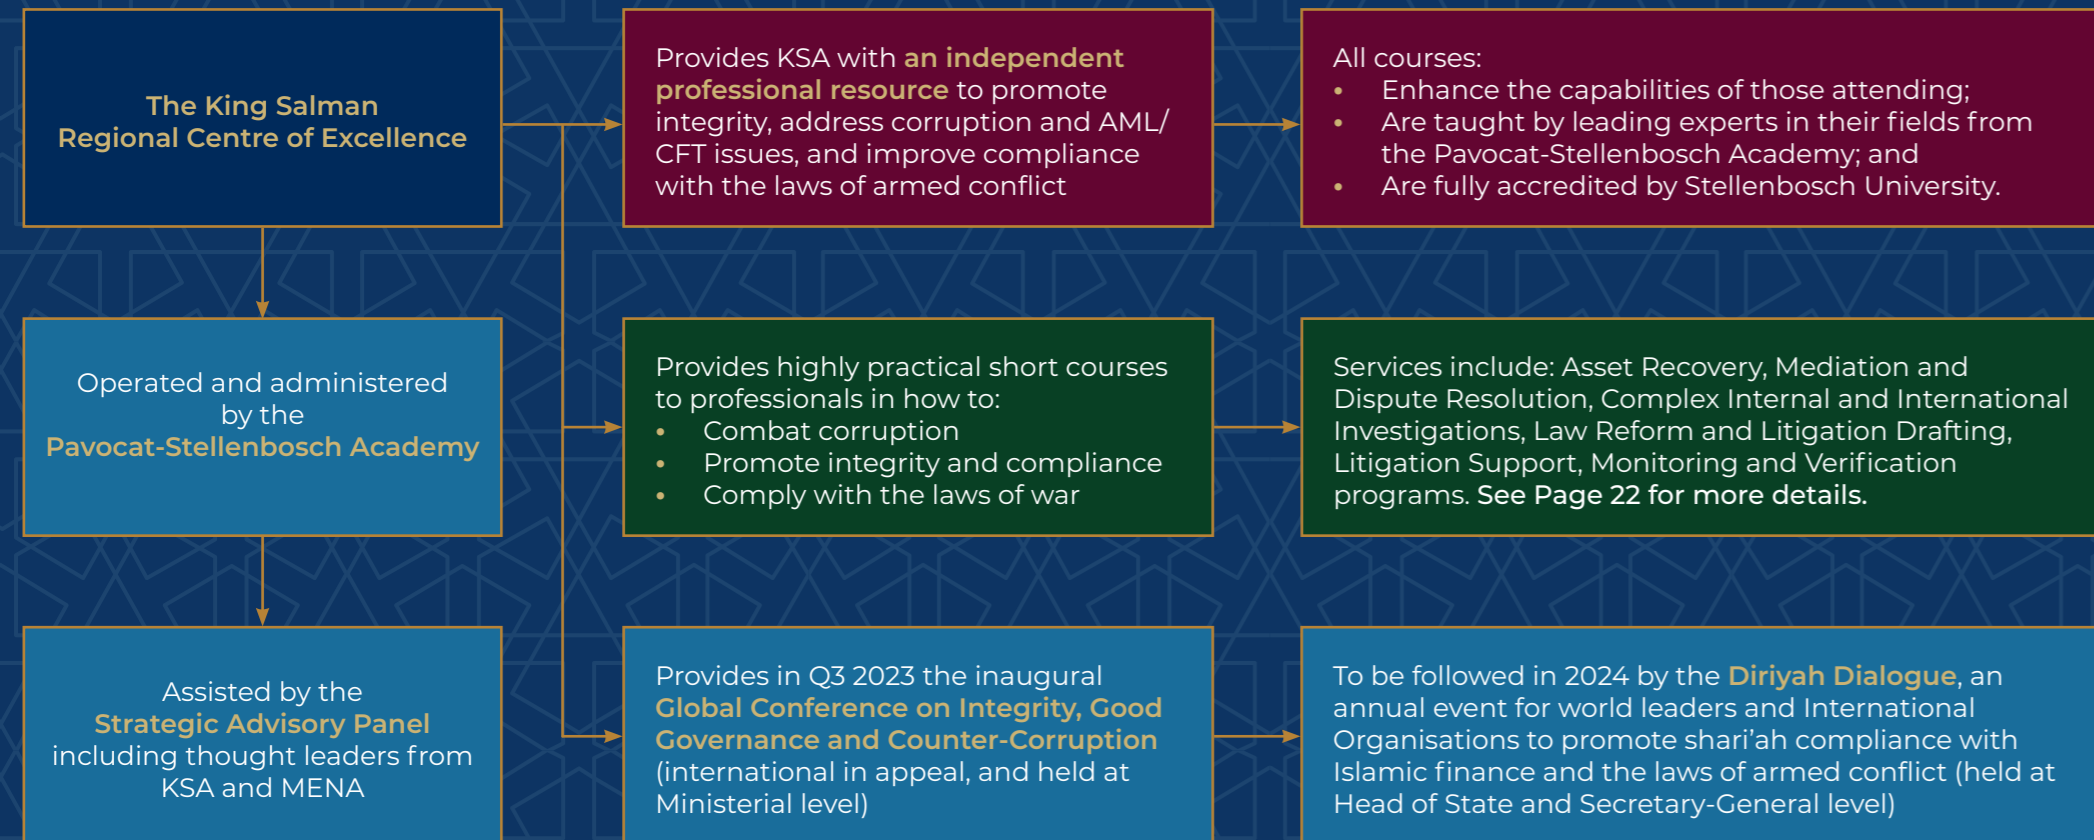 The King Salman
Regional Centre of Excellence
Provides KSA with an independent
professional resource to promote
integrity, address corruption and AML/
CFT issues, and improve compliance
with the laws of armed conflict
All courses:
• Enhance the capabilities of those attending;
• Are taught by leading experts in their fields from
the Pavocat-Stellenbosch Academy; and
• Are fully accredited by Stellenbosch University.
Operated and administered
by the
Pavocat-Stellenbosch Academy
Provides highly practical short courses
to professionals in how to:
• Combat corruption
• Promote integrity and compliance
• Comply with the laws of war
Services include: Asset Recovery, Mediation and
Dispute Resolution, Complex Internal and International
Investigations, Law Reform and Litigation Drafting,
Litigation Support, Monitoring and Verification
programs. See Page 22 for more details.
Assisted by the
Strategic Advisory Panel
including thought leaders from
KSA and MENA
Provides in Q3 2023 the inaugural
Global Conference on Integrity, Good
Governance and Counter-Corruption
(international in appeal, and held at
Ministerial level)
To be followed in 2024 by the Diriyah Dialogue, an
annual event for world leaders and International
Organisations to promote shari’ah compliance with
Islamic finance and the laws of armed conflict (held at
Head of State and Secretary-General level)